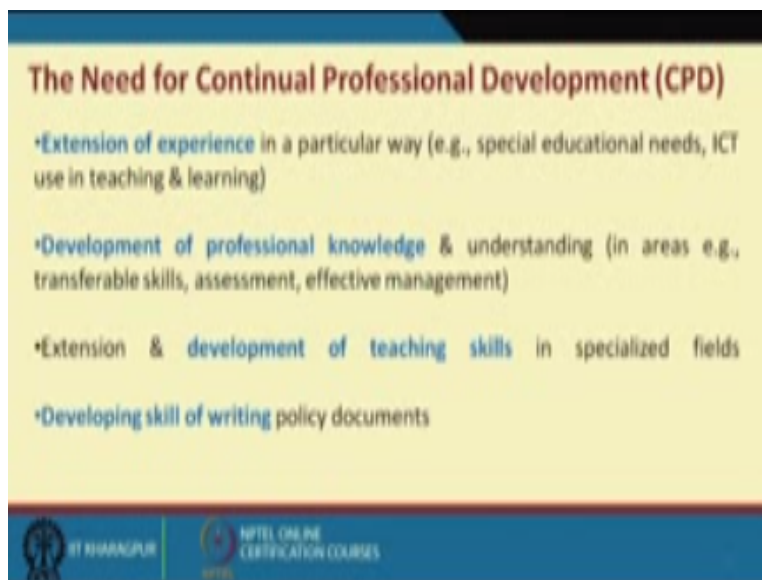 The Need for Continual Professional Development (CPD)
•Extension of experience in a particular way (e.g., special educational needs, ICT
use in teaching & learning)
•Development of professional knowledge & understanding (in areas e.g.,
transferable skills, assessment, effective management)
•Extension & development of teaching skills in specialized fields
•Developing skill of writing policy documents
IIT KHARAGPUR
NPTEL ONLINE
CERTIFICATION COURSES
NPTEL